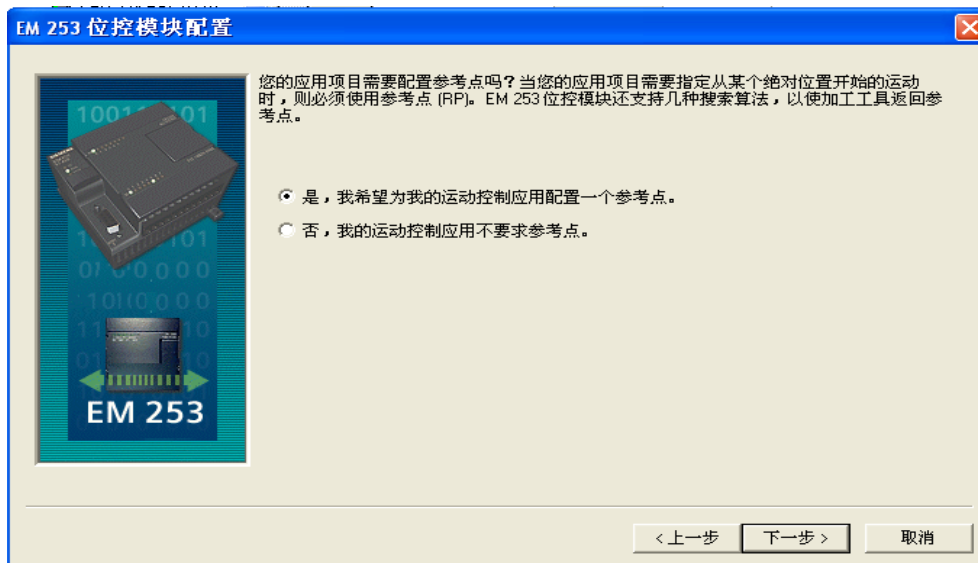 EM 253 位控模块配置
您的应用项目需要配置参考点吗？当您的应用项目需要指定从某个绝对位置开始的运动
时，则必须使用参考点 (RP)。EM 253 位控模块还支持几种搜索算法，以使加工工具返回参
考点。
是，我希望为我的运动控制应用配置一个参考点。
否，我的运动控制应用不要求参考点。
EM 253
<上一步
下一步>
取消